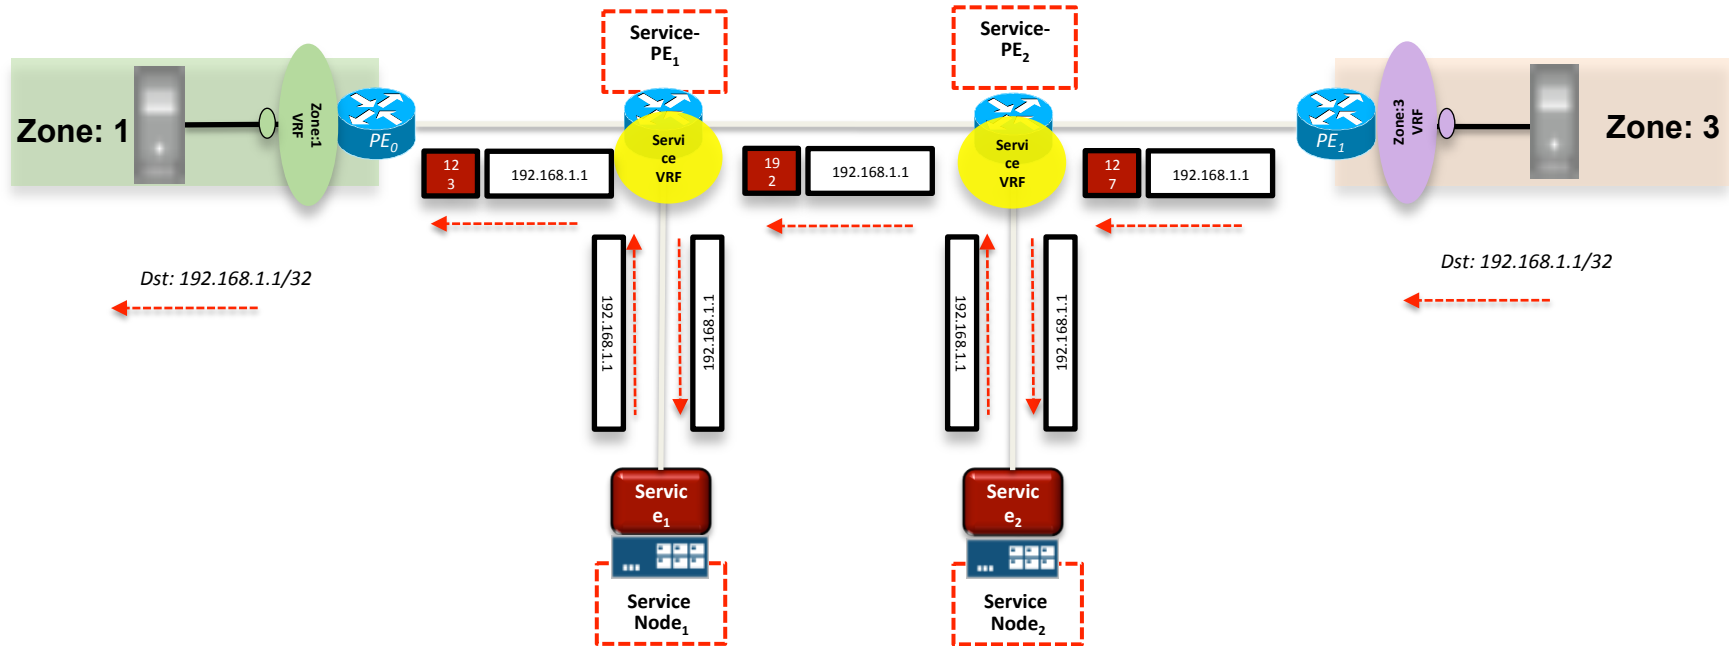 Service-
PE1
Service-
PE2
Zone: 1
Zone:1
VRF
PE0
Servi
ce
VRF
Servi
ce
VRF
PE1
Zone:3
VRF
Zone: 3
12
3
192.168.1.1
19
2
192.168.1.1
12
7
192.168.1.1
Dst: 192.168.1.1/32
Dst: 192.168.1.1/32
192.168.1.1
192.168.1.1
192.168.1.1
192.168.1.1
Servic
e1
Servic
e2
Service
Node1
Service
Node2